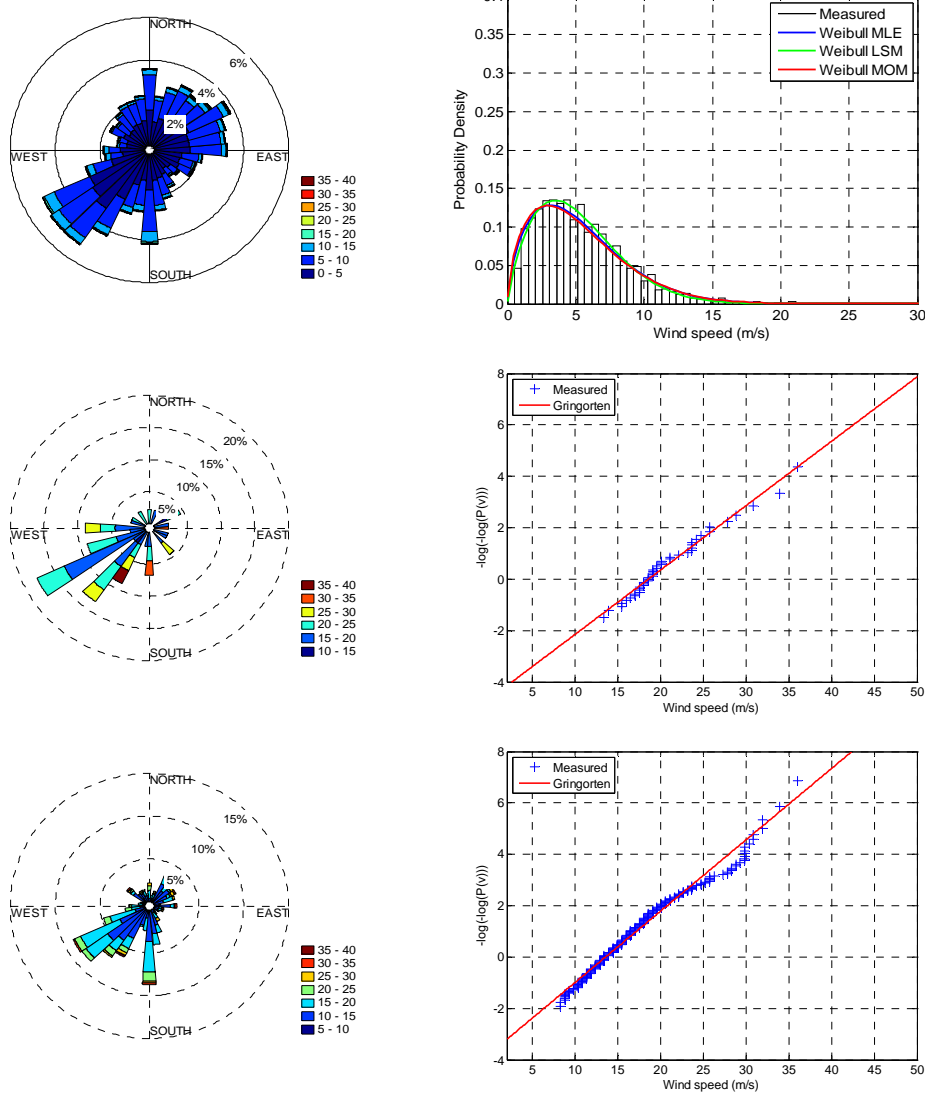 NORTH
6%
4%
2%
WEST
EAST
SOUTH
35 - 40
30 - 35
25 - 30
20 - 25
15 - 20
10 - 15
5 - 10
0 - 5
Measured
Weibull MLE
Weibull LSM
Weibull MOM
0.35
0.3
0.25
0.2
0.15
0.1
0.05
0
Probability Density
0 5 10 15 20 25 30
Wind speed (m/s)
NORTH
20%
15%
10%
5%
WEST
EAST
SOUTH
35 - 40
30 - 35
25 - 30
20 - 25
15 - 20
10 - 15
Measured
Gringorten
8
6
4
2
0
-2
-4
-log(-log(P(v)))
5 10 15 20 25 30 35 40 45 50
Wind speed (m/s)
NORTH
15%
10%
5%
WEST
EAST
SOUTH
35 - 40
30 - 35
25 - 30
20 - 25
15 - 20
10 - 15
5 - 10
Measured
Gringorten
8
6
4
2
0
-2
-4
-log(-log(P(v)))
5 10 15 20 25 30 35 40 45 50
Wind speed (m/s)